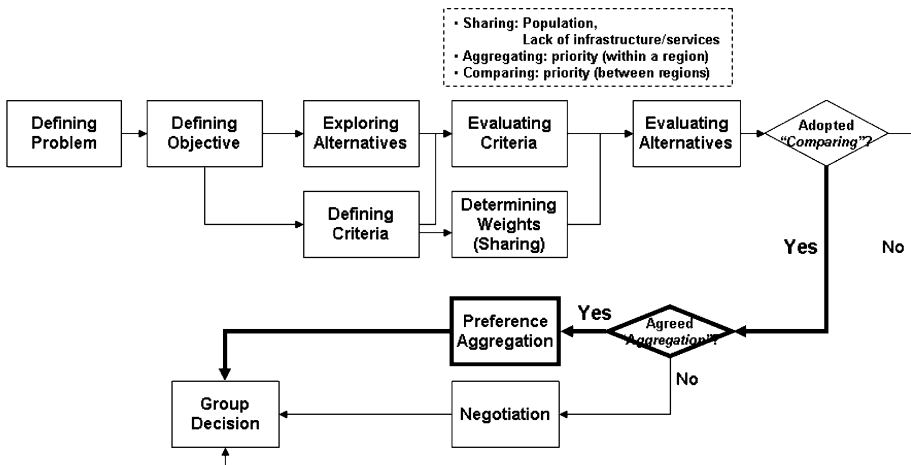 · Sharing: Population,
Lack of infrastructure/services
· Aggregating: priority (within a region)
· Comparing: priority (between regions)
Defining
Problem
Defining
Objective
Exploring
Alternatives
Evaluating
Criteria
Evaluating
Alternatives
Adopted
“Comparing”?
Defining
Criteria
Determining
Weights
(Sharing)
Yes
No
Preference
Aggregation
Yes
Agreed
“Aggregation”?
No
Group
Decision
Negotiation